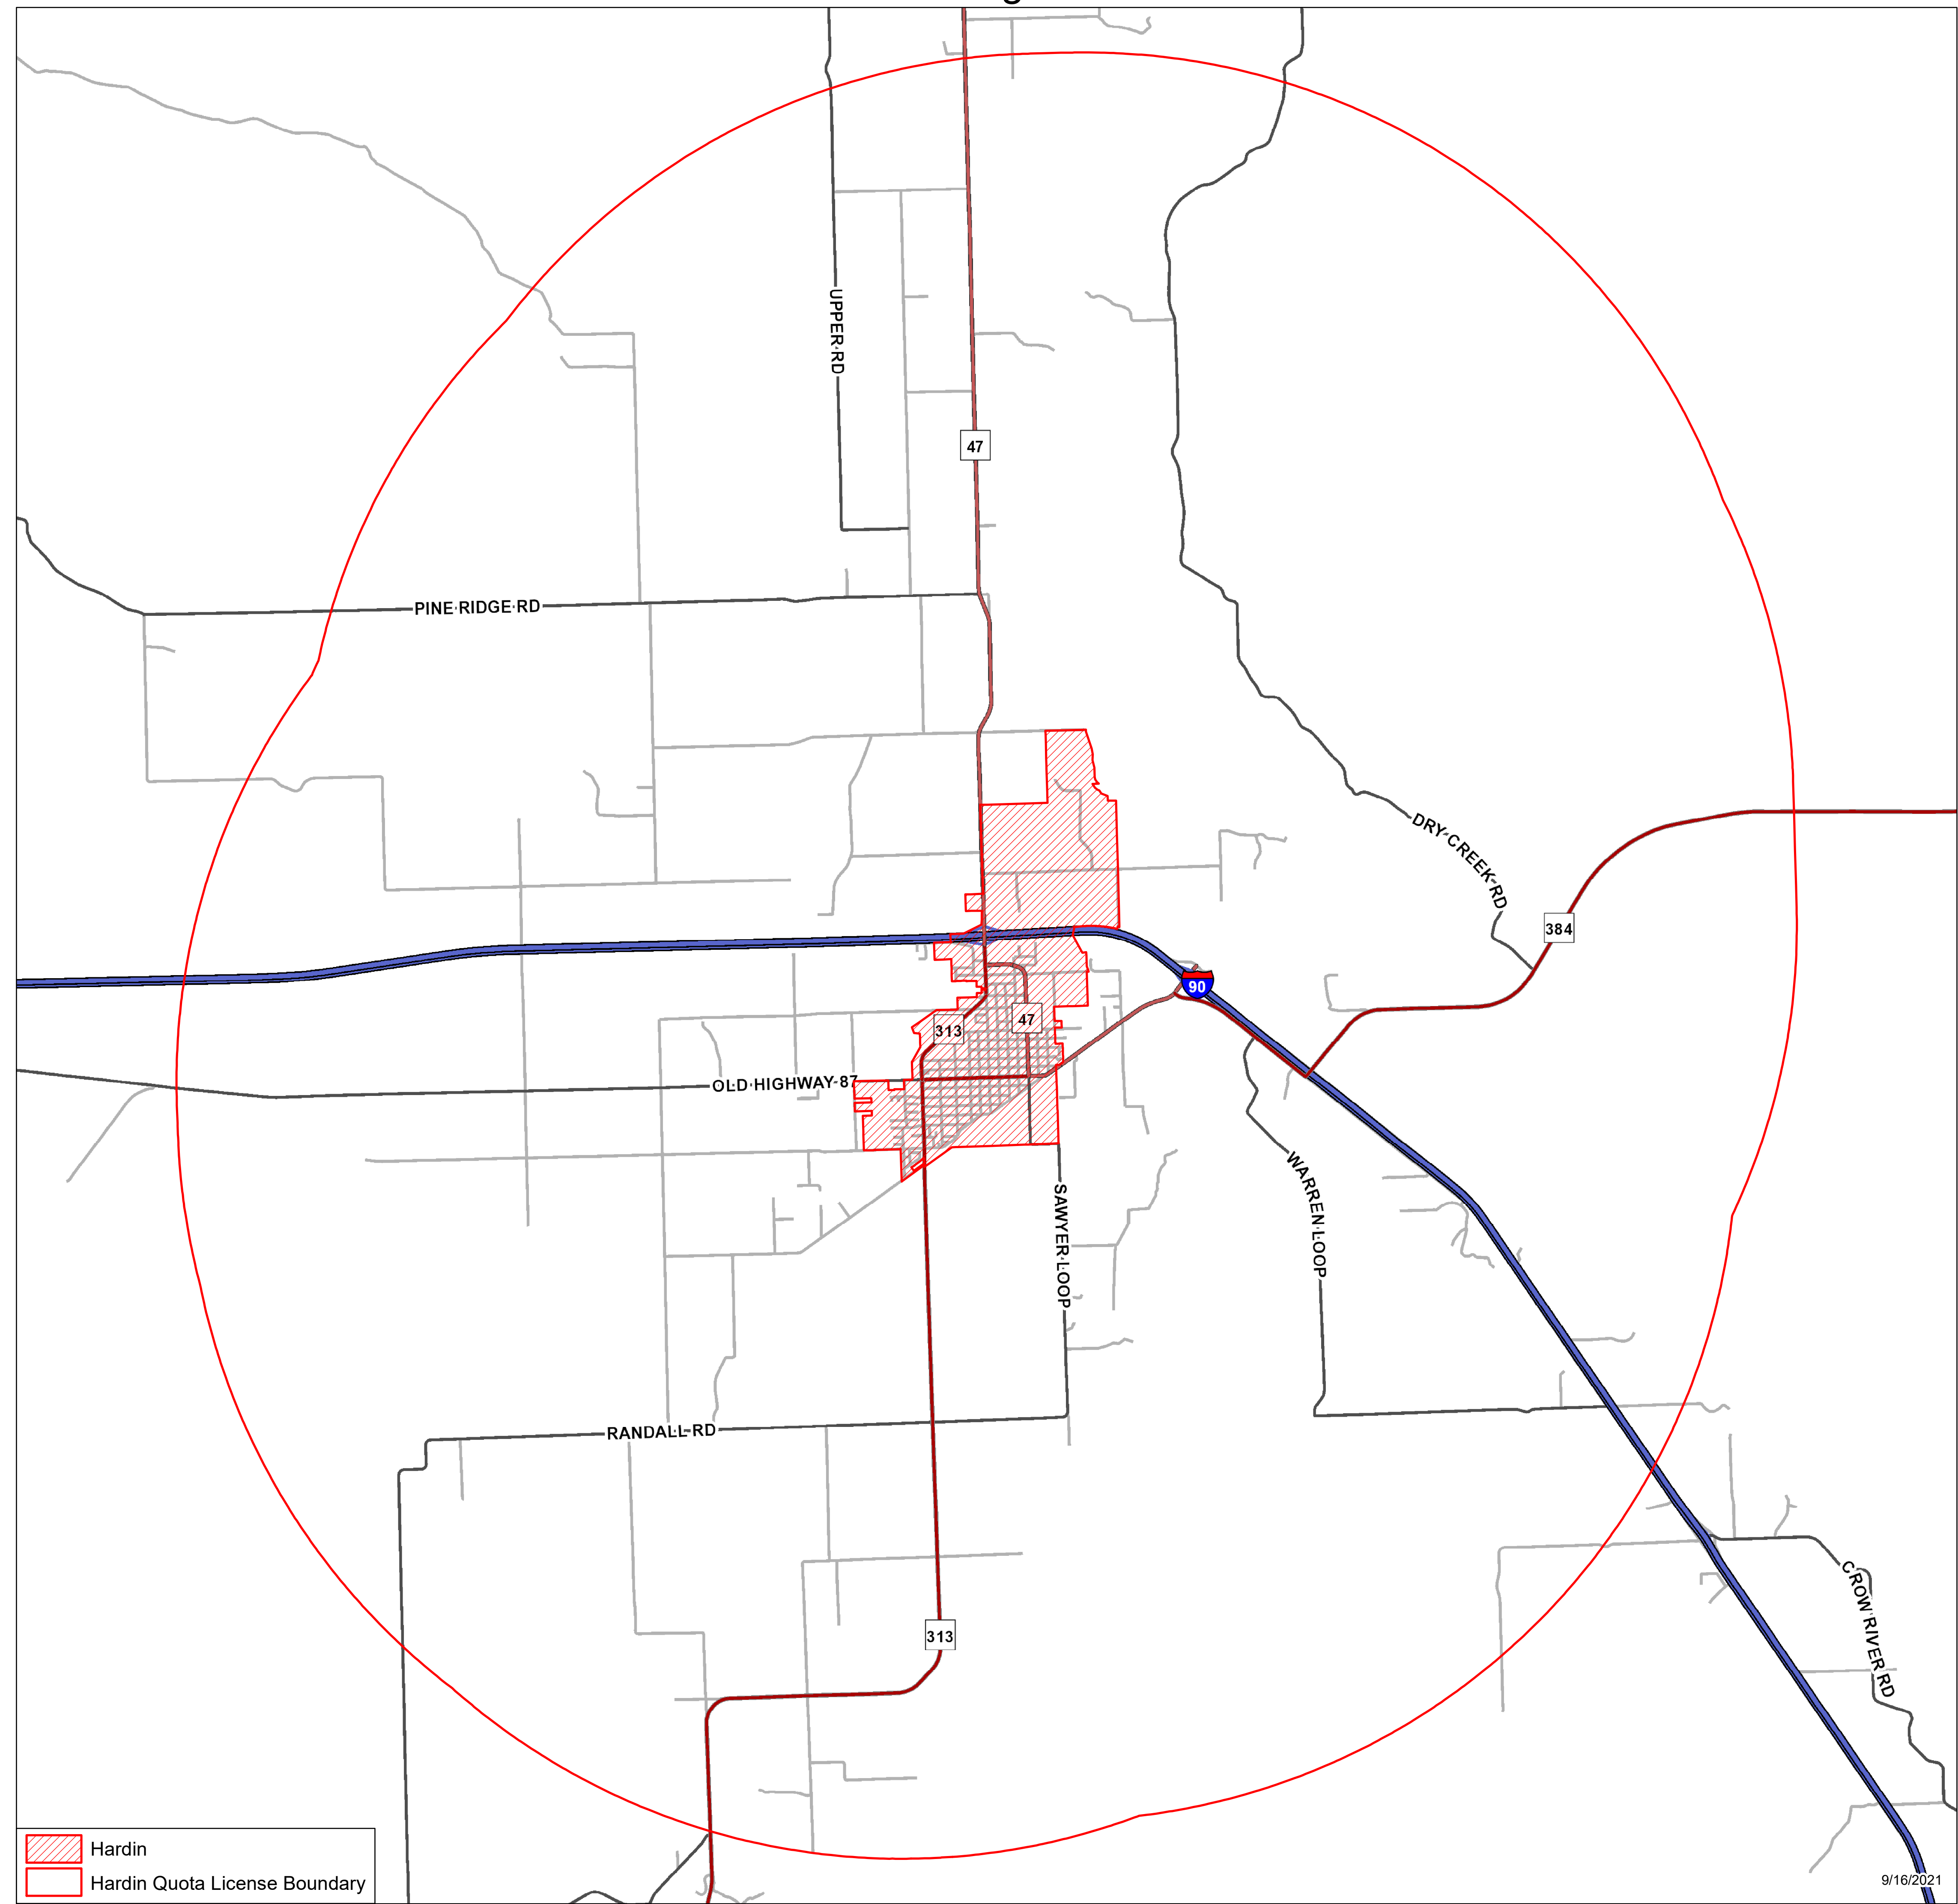 UPPER RD
47
PINE RIDGE RD
DRY CREEK RD
384
90
47
313
OLD HIGHWAY 87
WARREN LOOP
SAWYER LOOP
RANDALL RD
CROW RIVER RD
313
Hardin
Hardin Quota License Boundary
9/16/2021